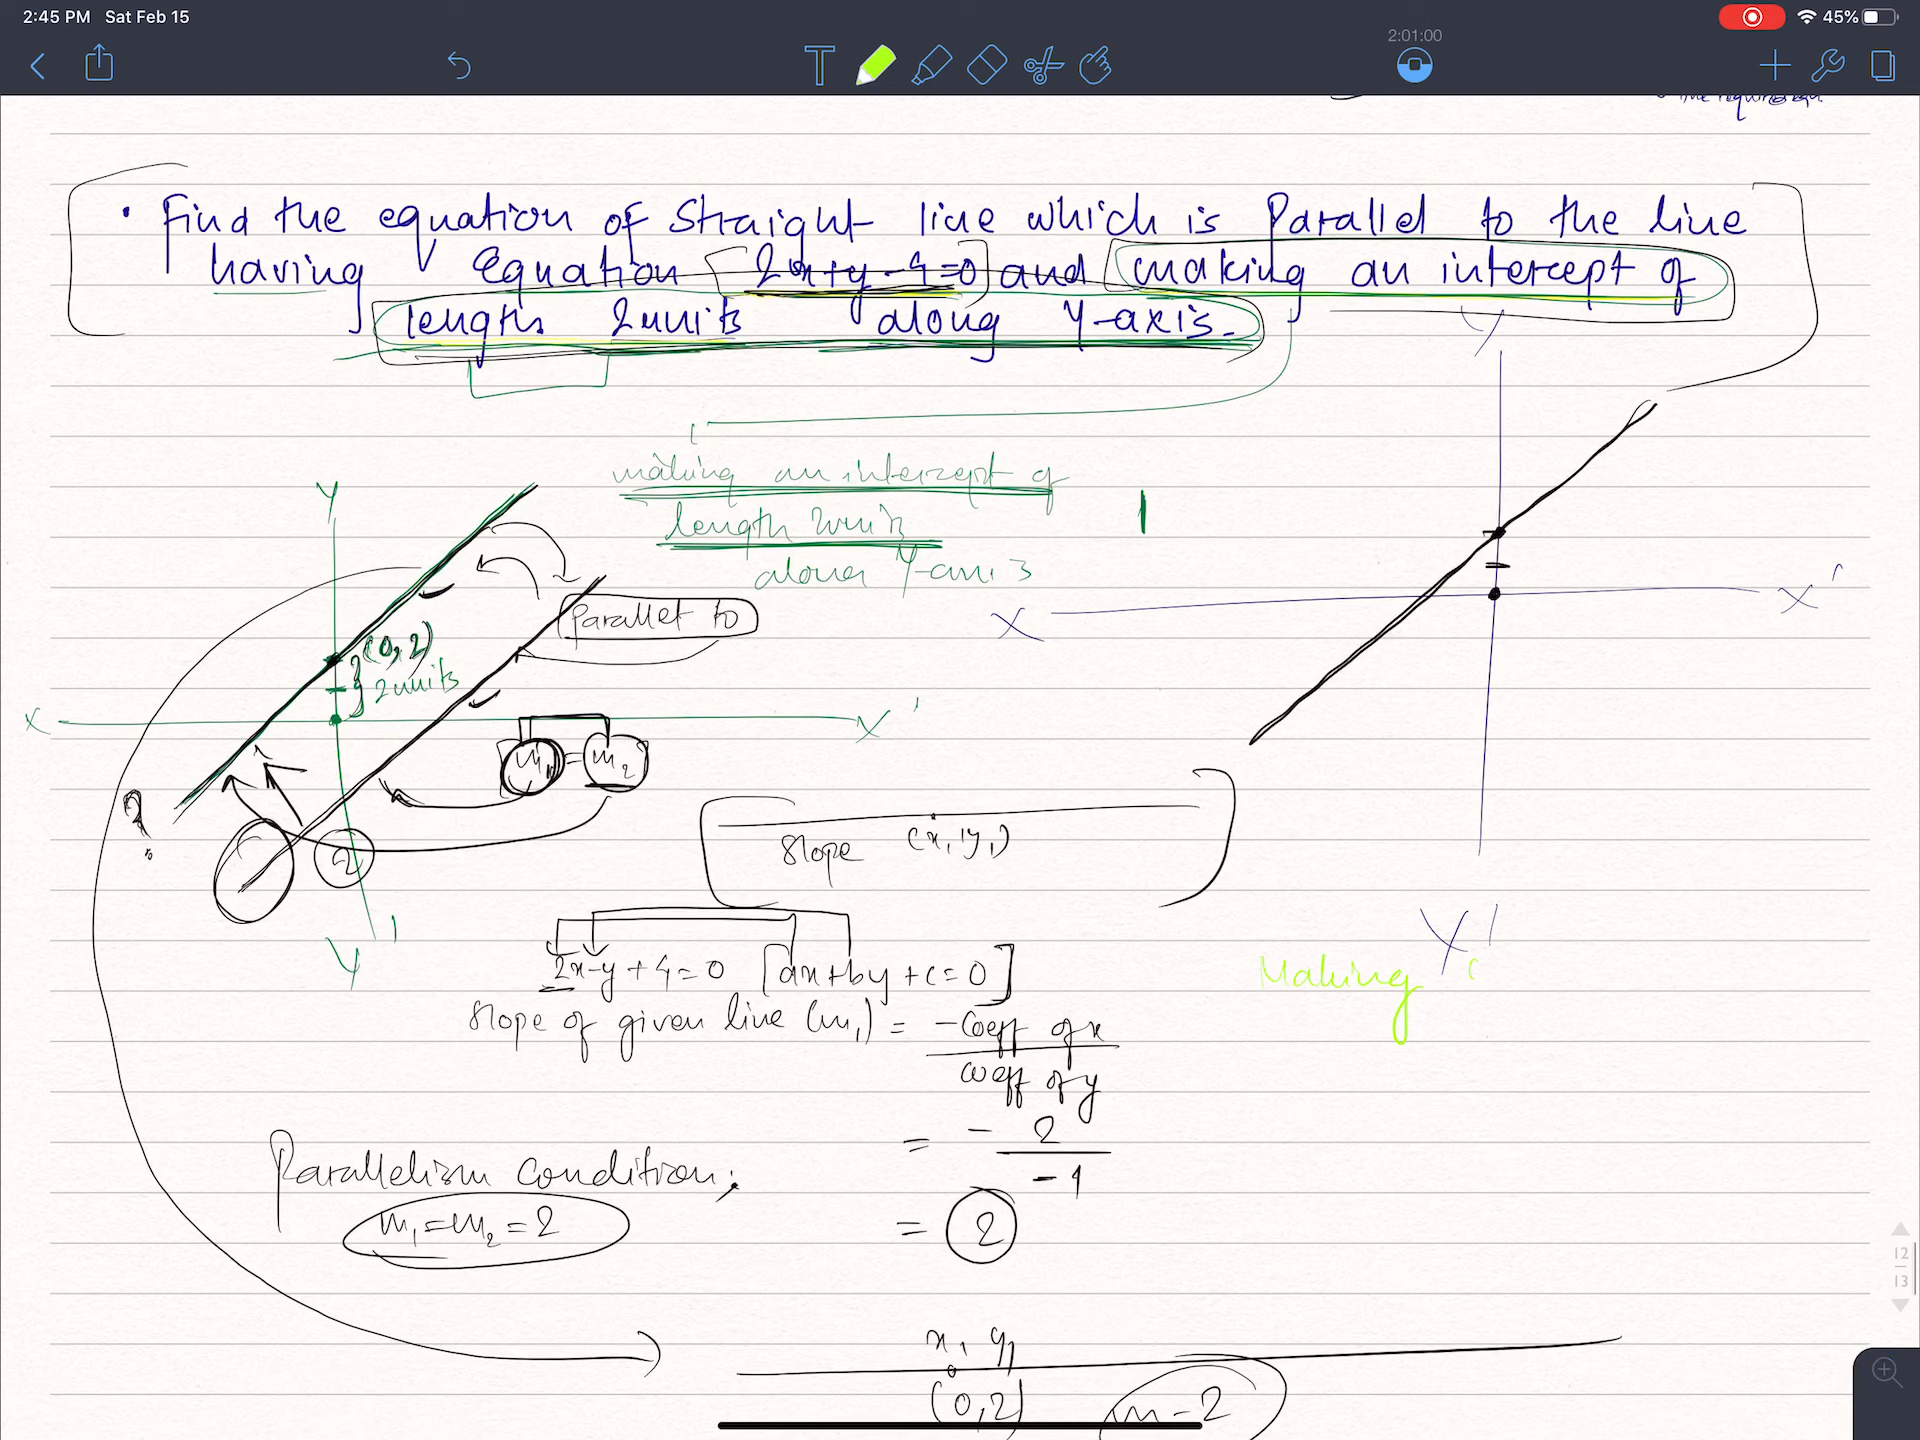 2:45 PM Sat Feb 15
45%
2:01:00
• Find the equation of Straight line which is Parallel to the line
having Equation 2x+y-4=0 and making an intercept of
length 2units along Y-axis.
making an intercept of
length 2units
along Y-axis
Y
Y
X
X'
Parallel to
(0,2)
2units
X
X'
m1 = m2
?
2
Slope (x1, y1)
Y'
Y'
2x-y+4=0 [ax+by+c=0]
Making
Slope of given line (m1) = -Coeff of x
coeff of y
= - 2
-1
Parallelism condition;
m1=m2=2
= 2
12
13
x1 y1
(0,2) m-2